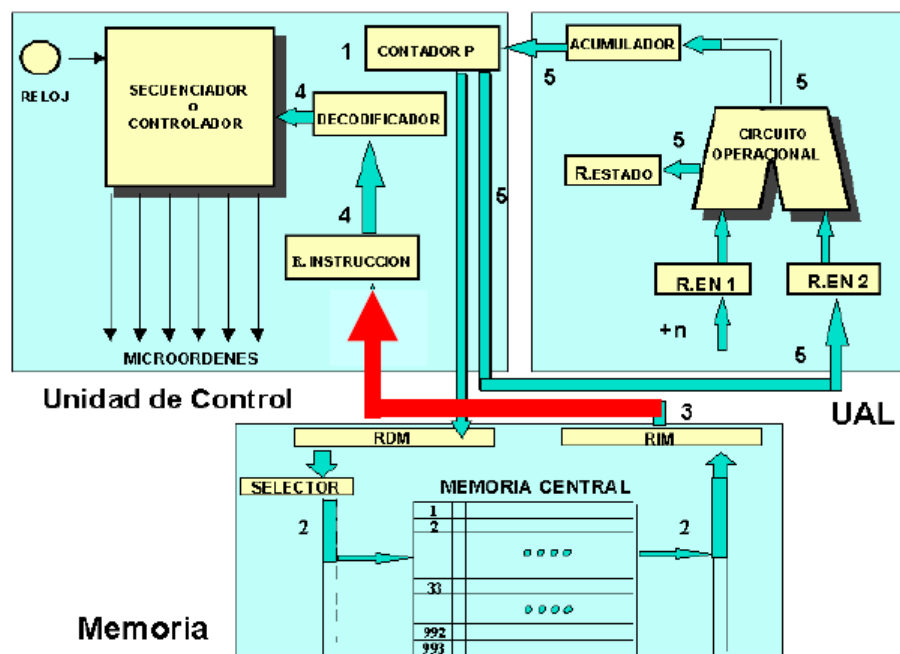 RELOJ
SECUENCIADOR
o
CONTROLADOR
4
DECODIFICADOR
1
CONTADOR P
5
ACUMULADOR
5
CIRCUITO
OPERACIONAL
5
R.ESTADO
5
4
R. INSTRUCCION
R.EN 1
R.EN 2
+n
5
MICROORDENES
Unidad de Control
3
UAL
RDM
RIM
SELECTOR
MEMORIA CENTRAL
2
1
2
2
33
992
993
Memoria